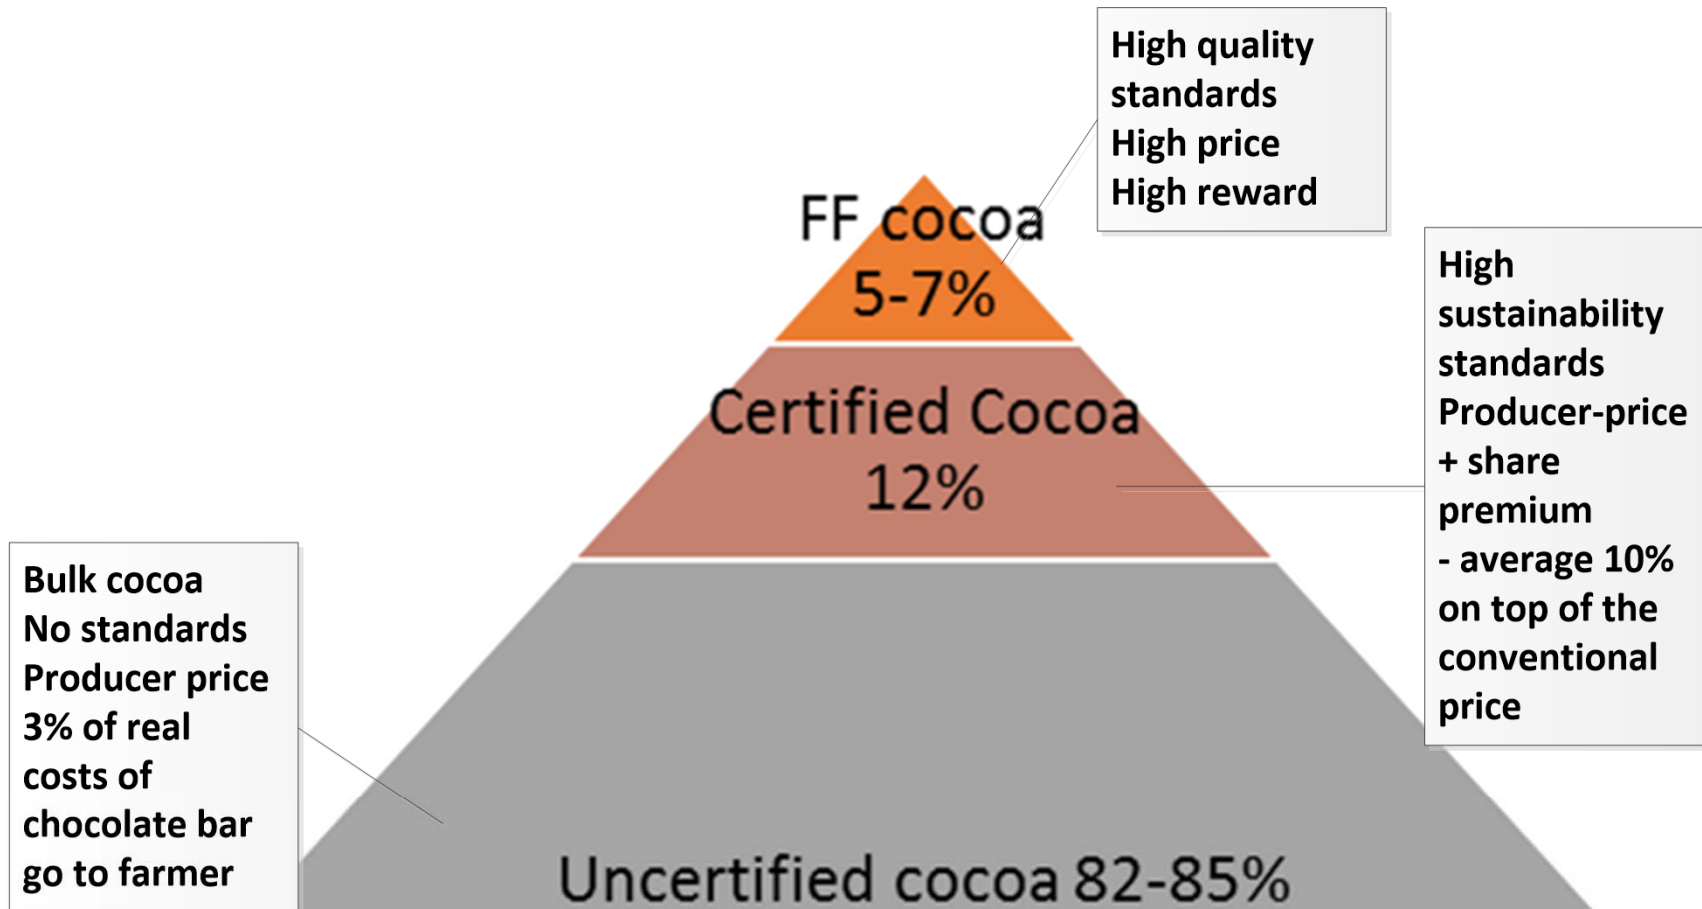 High quality
standards
High price
High reward
FF cocoa
5-7%
High
sustainability
standards
Producer-price
+ share
premium
- average 10%
on top of the
conventional
price
Certified Cocoa
12%
Bulk cocoa
No standards
Producer price
3% of real
costs of
chocolate bar
go to farmer
Uncertified cocoa 82-85%